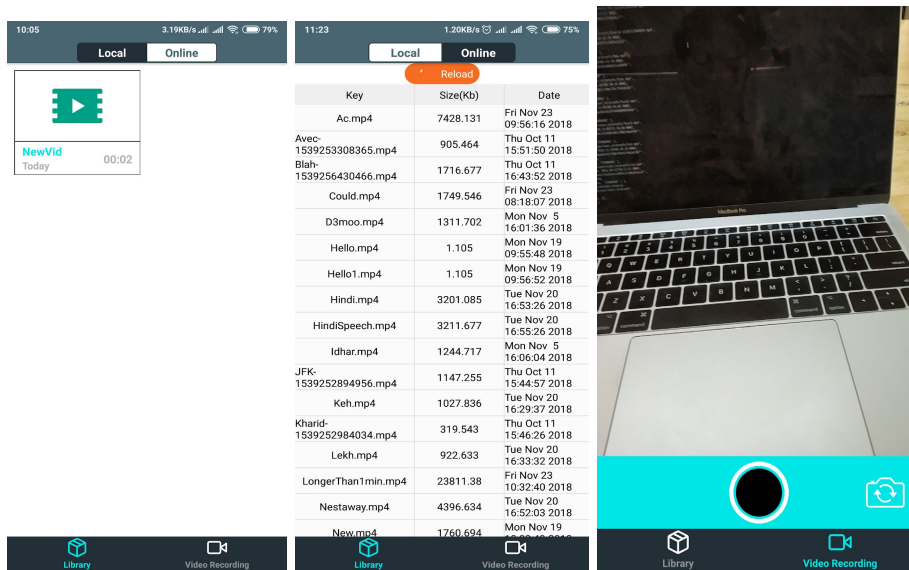 10:05 3.19KB/s 79%
Local Online
NewVid
Today 00:02
Library Video Recording
11:23 1.20KB/s 75%
Local Online
Reload
Key Size(Kb) Date
Ac.mp4 7428.131 Fri Nov 23
09:56:16 2018
Avec-
1539253308365.mp4 905.464 Thu Oct 11
15:51:50 2018
Blah-
1539256430466.mp4 1716.677 Thu Oct 11
16:43:52 2018
Could.mp4 1749.546 Fri Nov 23
08:18:07 2018
D3moo.mp4 1311.702 Mon Nov 5
16:01:36 2018
Hello.mp4 1.105 Mon Nov 19
09:55:48 2018
Hello1.mp4 1.105 Mon Nov 19
09:56:52 2018
Hindi.mp4 3201.085 Tue Nov 20
16:53:26 2018
HindiSpeech.mp4 3211.677 Tue Nov 20
16:55:26 2018
Idhar.mp4 1244.717 Mon Nov 5
16:06:04 2018
JFK-
1539252894956.mp4 1147.255 Thu Oct 11
15:44:57 2018
Keh.mp4 1027.836 Tue Nov 20
16:29:37 2018
Kharid-
1539252984034.mp4 319.543 Thu Oct 11
15:46:26 2018
Lekh.mp4 922.633 Tue Nov 20
16:33:32 2018
LongerThan1min.mp4 23811.38 Fri Nov 23
10:32:40 2018
Nestaway.mp4 4396.634 Tue Nov 20
16:52:03 2018
New.mp4 1760.694 Mon Nov 19
Library Video Recording
MacBook Pro
Q W E R T Y U I O P
A S D F G H J K L
Z X C V B N M
Library Video Recording